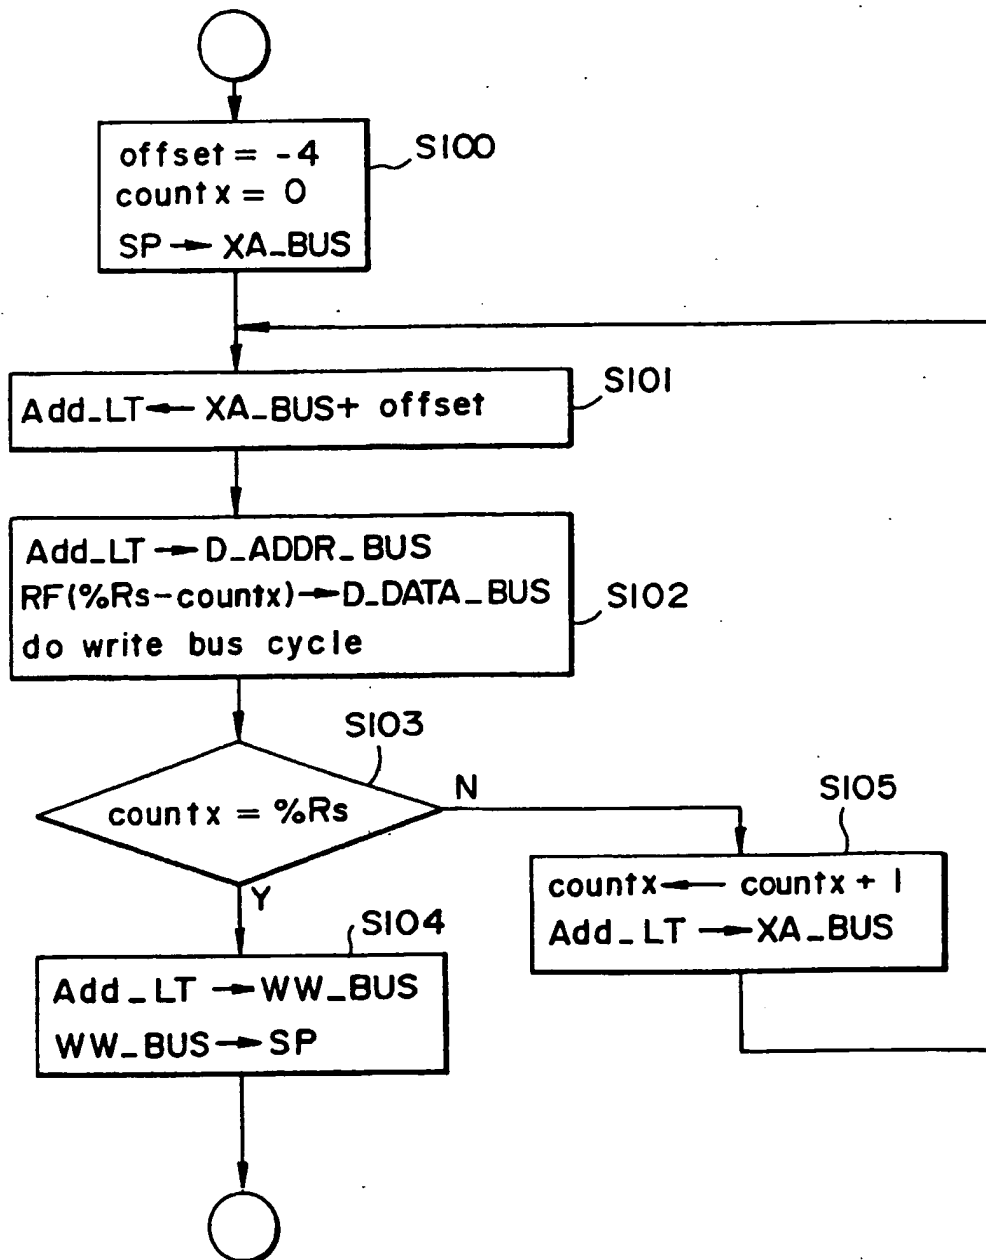 offset = -4
countx = 0
SP → XA_BUS
S100
Add_LT ← XA_BUS + offset
S101
Add_LT → D_ADDR_BUS
RF(%Rs-countx) → D_DATA_BUS
do write bus cycle
S102
S103
countx = %Rs
N
Y
S105
countx ← countx + 1
Add_LT → XA_BUS
S104
Add_LT → WW_BUS
WW_BUS → SP